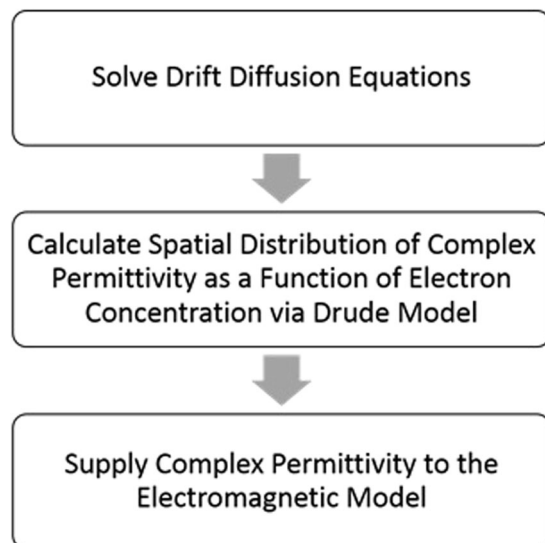 Solve Drift Diffusion Equations
Calculate Spatial Distribution of Complex
Permittivity as a Function of Electron
Concentration via Drude Model
Supply Complex Permittivity to the
Electromagnetic Model